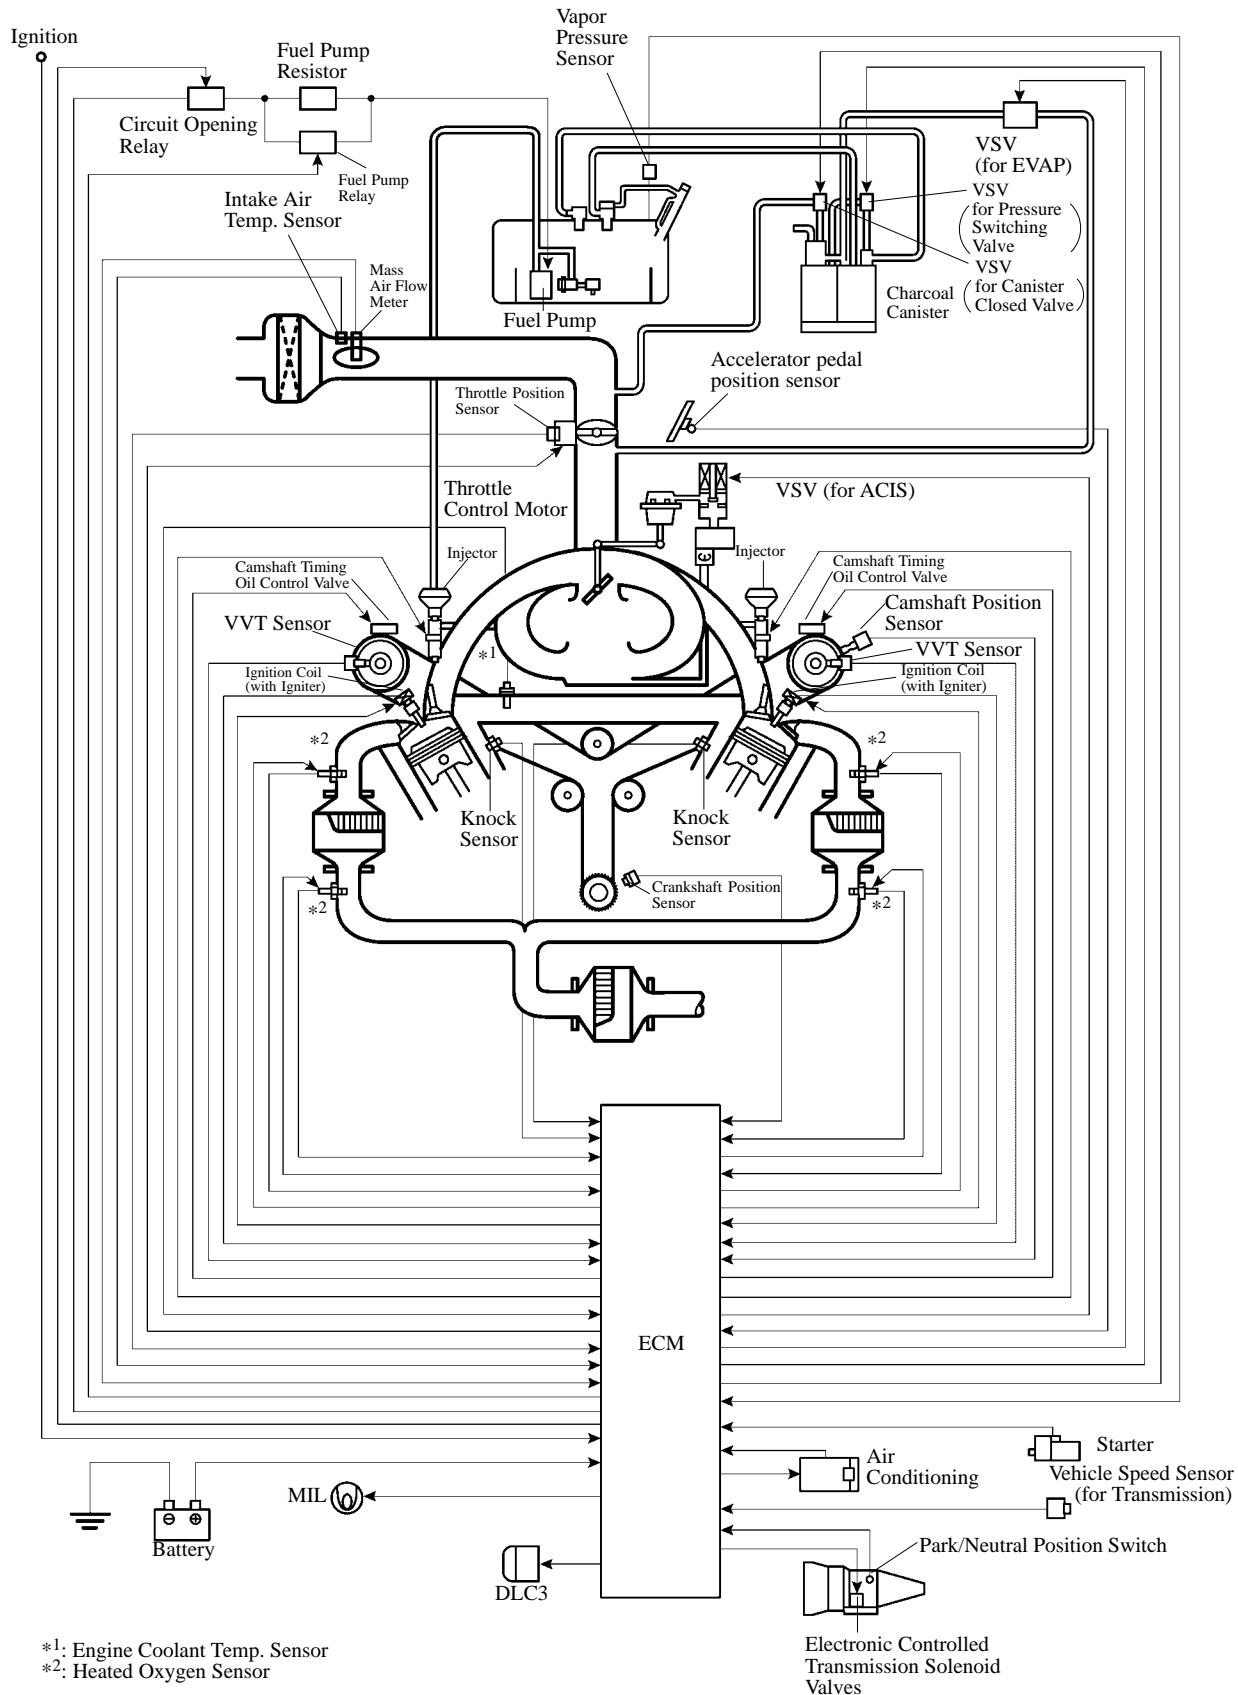 Ignition
Fuel Pump
Resistor
Vapor
Pressure
Sensor
Circuit Opening
Relay
Fuel Pump
Relay
Intake Air
Temp. Sensor
Mass
Air Flow
Meter
VSV
(for EVAP)
VSV
(for Pressure
Switching
Valve)
VSV
(for Canister
Closed Valve)
Charcoal
Canister
Fuel Pump
Accelerator pedal
position sensor
Throttle Position
Sensor
Throttle
Control Motor
VSV (for ACIS)
Injector
Injector
Camshaft Timing
Oil Control Valve
Camshaft Timing
Oil Control Valve
VVT Sensor
Camshaft Position
Sensor
VVT Sensor
*1
Ignition Coil
(with Igniter)
Ignition Coil
(with Igniter)
*2
*2
Knock
Sensor
Knock
Sensor
*2
Crankshaft Position
Sensor
*2
ECM
Starter
Air
Conditioning
Vehicle Speed Sensor
(for Transmission)
MIL
Battery
Park/Neutral Position Switch
DLC3
Electronic Controlled
Transmission Solenoid
Valves
*1: Engine Coolant Temp. Sensor
*2: Heated Oxygen Sensor